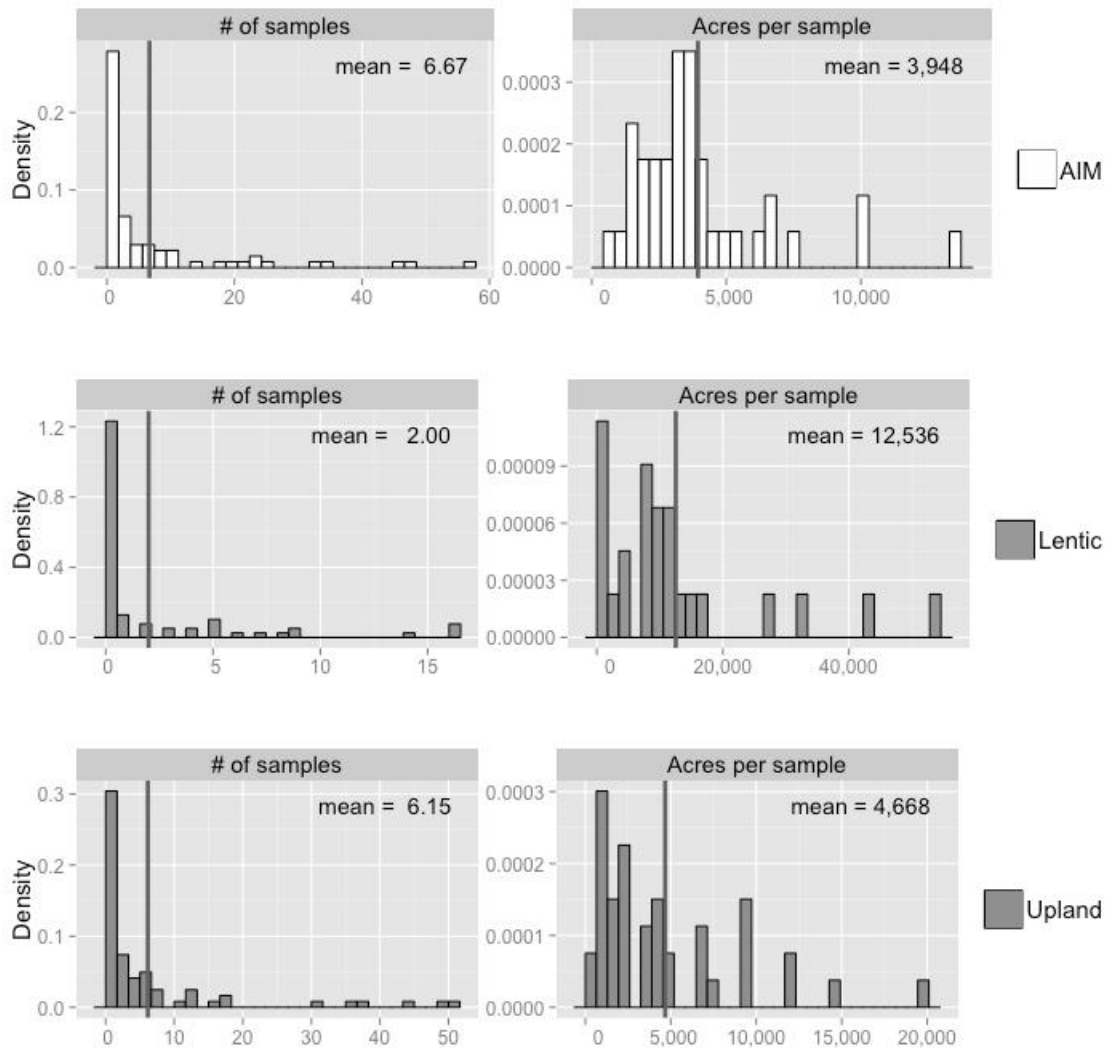 # of samples
Acres per sample
mean = 6.67
mean = 3,948
Density
0.2
0.1
0.0
0.0003
0.0002
0.0001
0.0000
AIM
0
20
40
60
0
5,000
10,000
# of samples
Acres per sample
mean = 2.00
mean = 12,536
Density
1.2
0.8
0.4
0.0
0.00009
0.00006
0.00003
0.00000
Lentic
0
5
10
15
0
20,000
40,000
# of samples
Acres per sample
mean = 6.15
mean = 4,668
Density
0.3
0.2
0.1
0.0
0.0003
0.0002
0.0001
0.0000
Upland
0
10
20
30
40
50
0
5,000
10,000
15,000
20,000